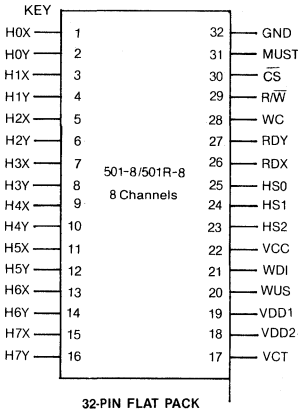 KEY
H0X 1 32 GND
H0Y 2 31 MUST
H1X 3 30 CS
H1Y 4 29 R/W
H2X 5 28 WC
H2Y 6 27 RDY
H3X 7 26 RDX
501-8/501R-8
H3Y 8 25 HS0
8 Channels
H4X 9 24 HS1
H4Y 10 23 HS2
H5X 11 22 VCC
H5Y 12 21 WDI
H6X 13 20 WUS
H6Y 14 19 VDD1
H7X 15 18 VDD2
H7Y 16 17 VCT
32-PIN FLAT PACK